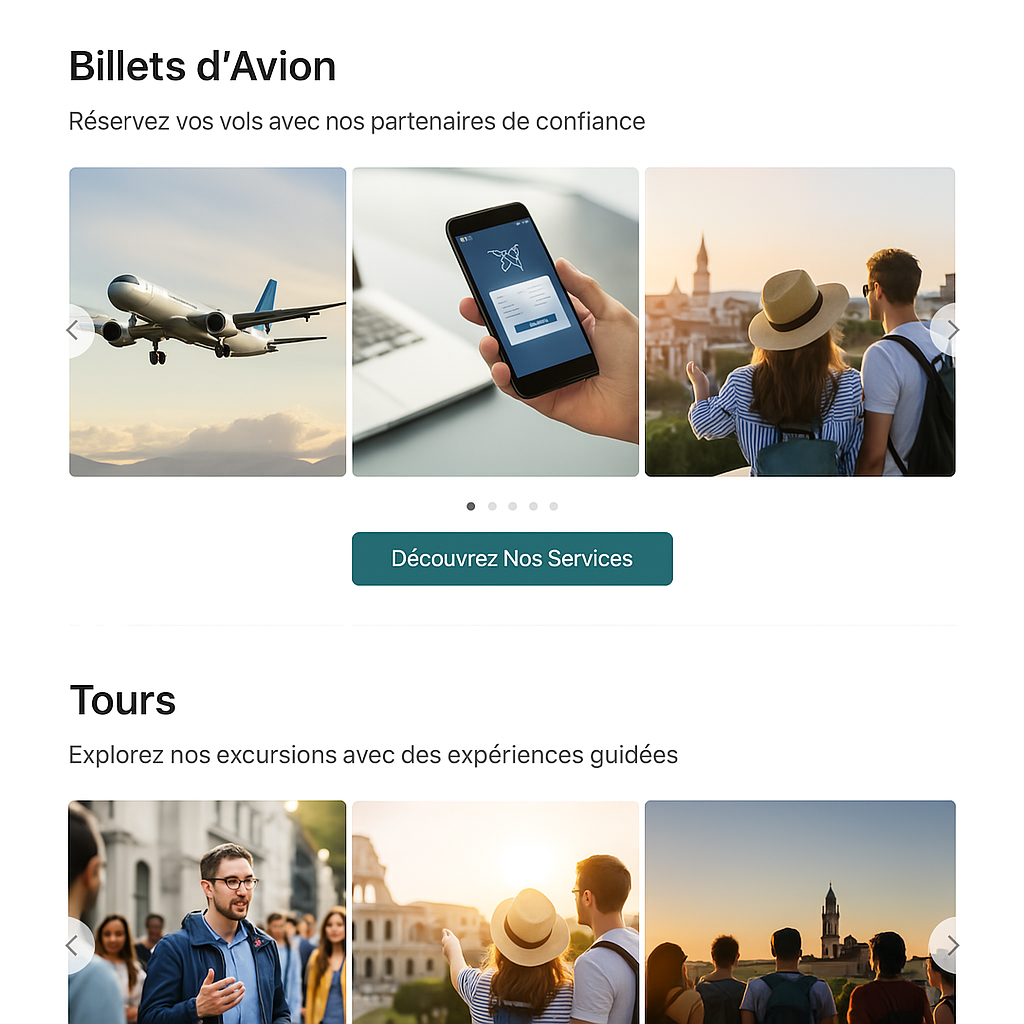 Billets d’Avion
Réservez vos vols avec nos partenaires de confiance
Découvrez Nos Services
Tours
Explorez nos excursions avec des expériences guidées